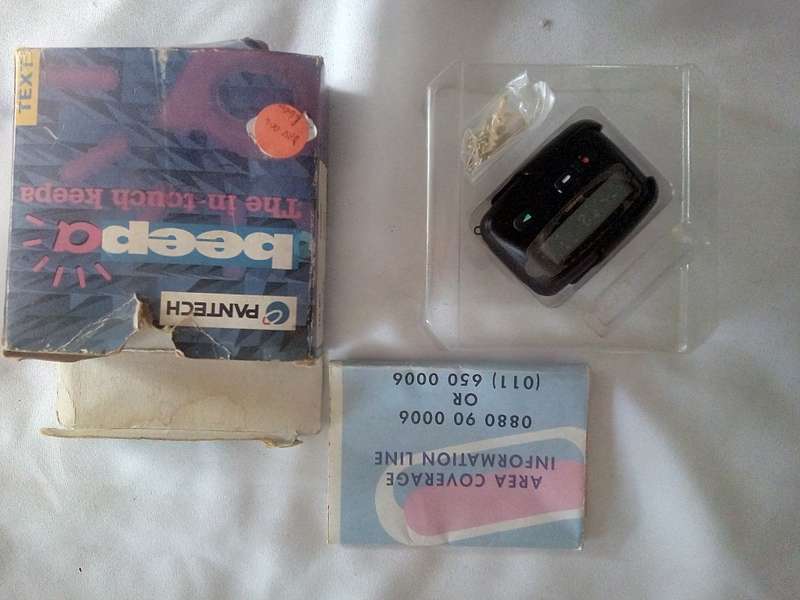 PANTECH
beepa
The in-touch keepa
TEXT
AREA COVERAGE
INFORMATION LINE
0880 90 0006
OR
(011) 650 0006